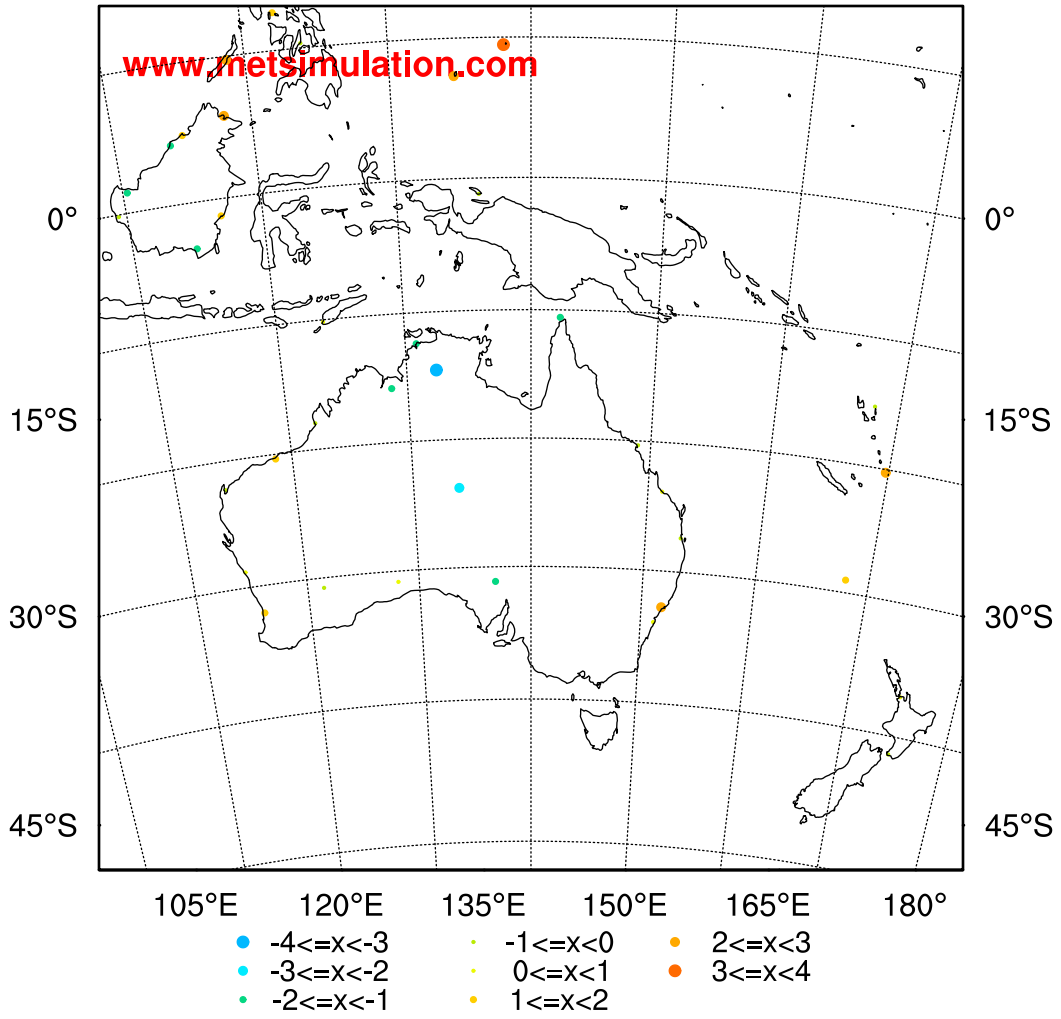 www.metsimulation.com
0° 0°
15°S 15°S
30°S 30°S
45°S 45°S
105°E 120°E 135°E 150°E 165°E 180°
-4<=x<-3 -1<=x<0 2<=x<3
-3<=x<-2 0<=x<1 3<=x<4
-2<=x<-1 1<=x<2